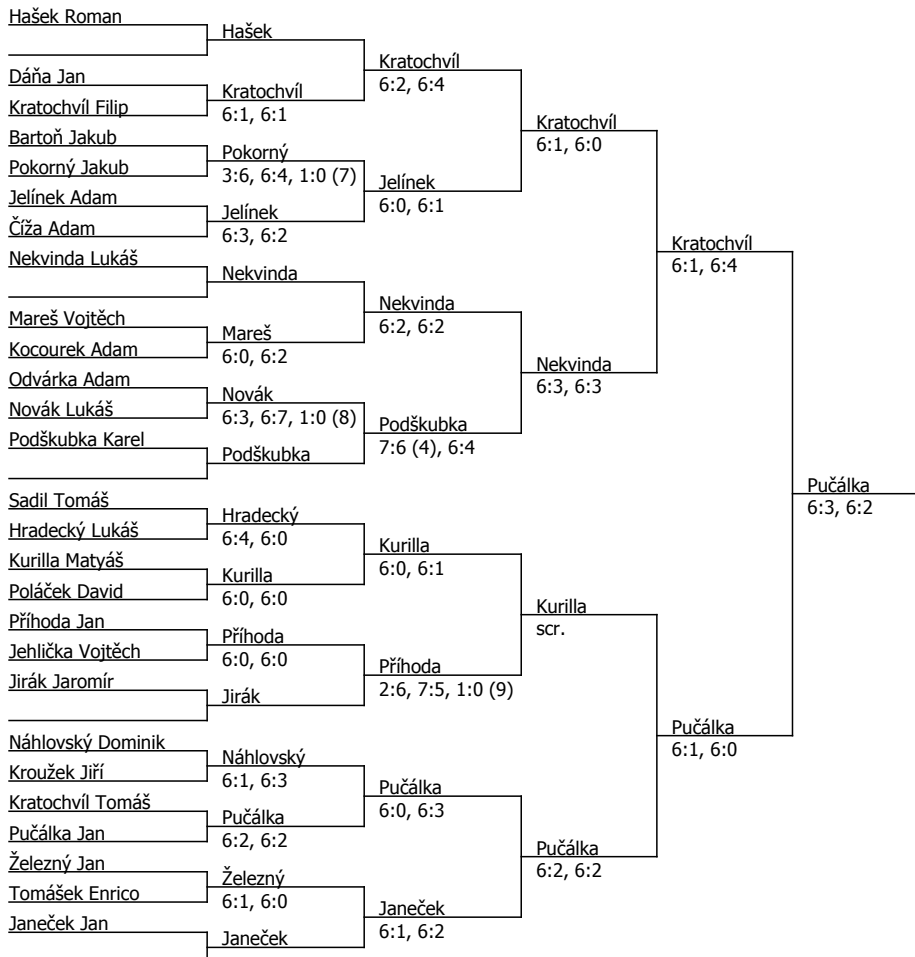 Hašek Roman
Dáňa Jan
Kratochvíl Filip
Bartoň Jakub
Pokorný Jakub
Jelínek Adam
Číža Adam
Nekvinda Lukáš
Mareš Vojtěch
Kocourek Adam
Odvárka Adam
Novák Lukáš
Podškubka Karel
Sadil Tomáš
Hradecký Lukáš
Kurilla Matyáš
Poláček David
Příhoda Jan
Jehlička Vojtěch
Jirák Jaromír
Náhlovský Dominik
Kroužek Jiří
Kratochvíl Tomáš
Pučálka Jan
Železný Jan
Tomášek Enrico
Janeček Jan
Hašek
Kratochvíl
6:1, 6:1
Pokorný
3:6, 6:4, 1:0 (7)
Jelínek
6:3, 6:2
Nekvinda
Mareš
6:0, 6:2
Novák
6:3, 6:7, 1:0 (8)
Podškubka
Hradecký
6:4, 6:0
Kurilla
6:0, 6:0
Příhoda
6:0, 6:0
Jirák
Náhlovský
6:1, 6:3
Pučálka
6:2, 6:2
Železný
6:1, 6:0
Janeček
Kratochvíl
6:2, 6:4
Jelínek
6:0, 6:1
Nekvinda
6:2, 6:2
Podškubka
7:6 (4), 6:4
Kurilla
6:0, 6:1
Příhoda
2:6, 7:5, 1:0 (9)
Pučálka
6:0, 6:3
Janeček
6:1, 6:2
Kratochvíl
6:1, 6:0
Nekvinda
6:3, 6:3
Kurilla
scr.
Pučálka
6:2, 6:2
Kratochvíl
6:1, 6:4
Pučálka
6:1, 6:0
Pučálka
6:3, 6:2